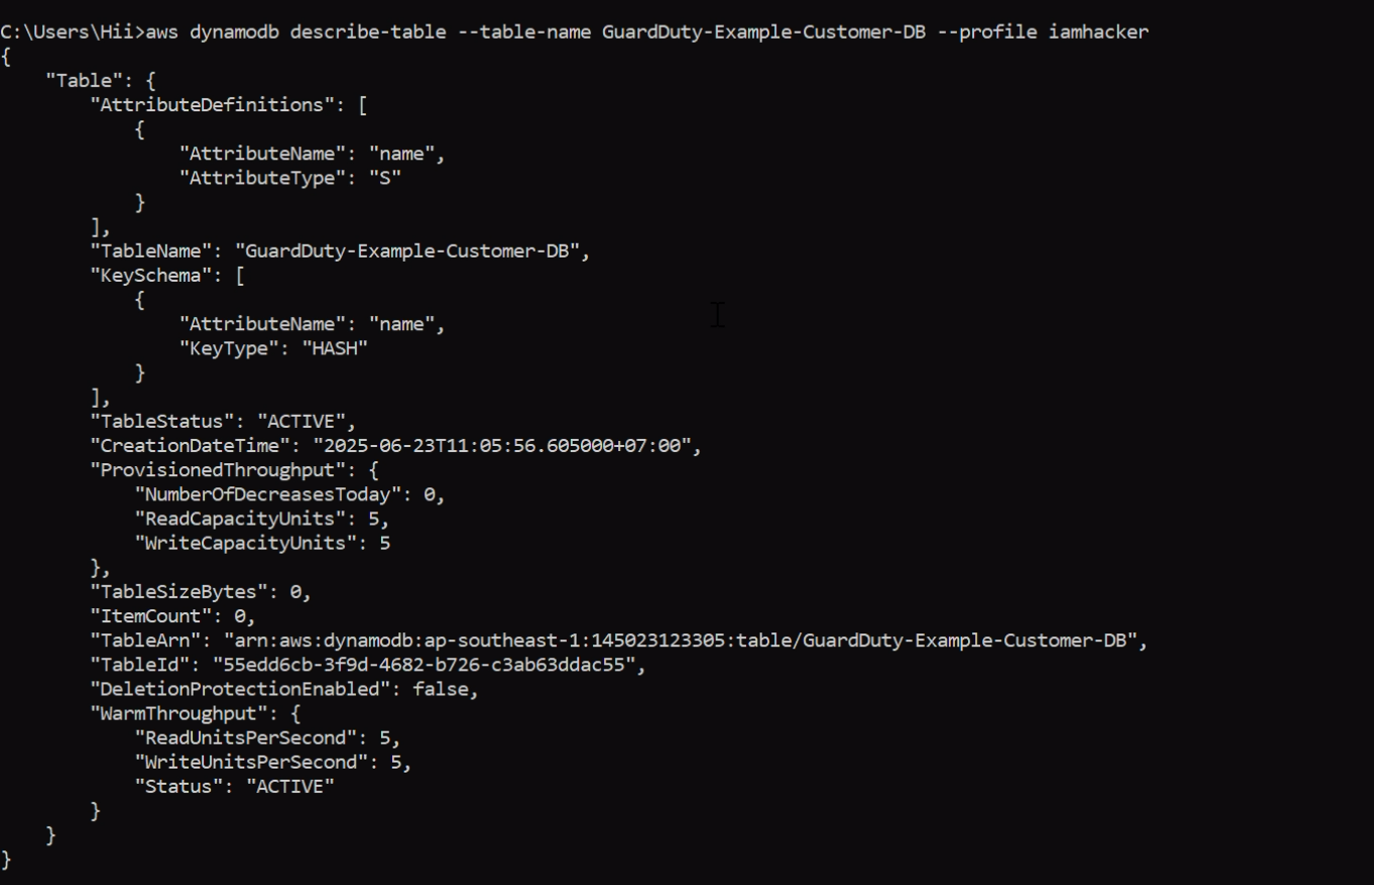 C:\Users\Hii>aws dynamodb describe-table --table-name GuardDuty-Example-Customer-DB --profile iamhacker
{
    "Table": {
        "AttributeDefinitions": [
            {
                "AttributeName": "name",
                "AttributeType": "S"
            }
        ],
        "TableName": "GuardDuty-Example-Customer-DB",
        "KeySchema": [
            {
                "AttributeName": "name",
                "KeyType": "HASH"
            }
        ],
        "TableStatus": "ACTIVE",
        "CreationDateTime": "2025-06-23T11:05:56.605000+07:00",
        "ProvisionedThroughput": {
            "NumberOfDecreasesToday": 0,
            "ReadCapacityUnits": 5,
            "WriteCapacityUnits": 5
        },
        "TableSizeBytes": 0,
        "ItemCount": 0,
        "TableArn": "arn:aws:dynamodb:ap-southeast-1:145023123305:table/GuardDuty-Example-Customer-DB",
        "TableId": "55edd6cb-3f9d-4682-b726-c3ab63ddac55",
        "DeletionProtectionEnabled": false,
        "WarmThroughput": {
            "ReadUnitsPerSecond": 5,
            "WriteUnitsPerSecond": 5,
            "Status": "ACTIVE"
        }
    }
}